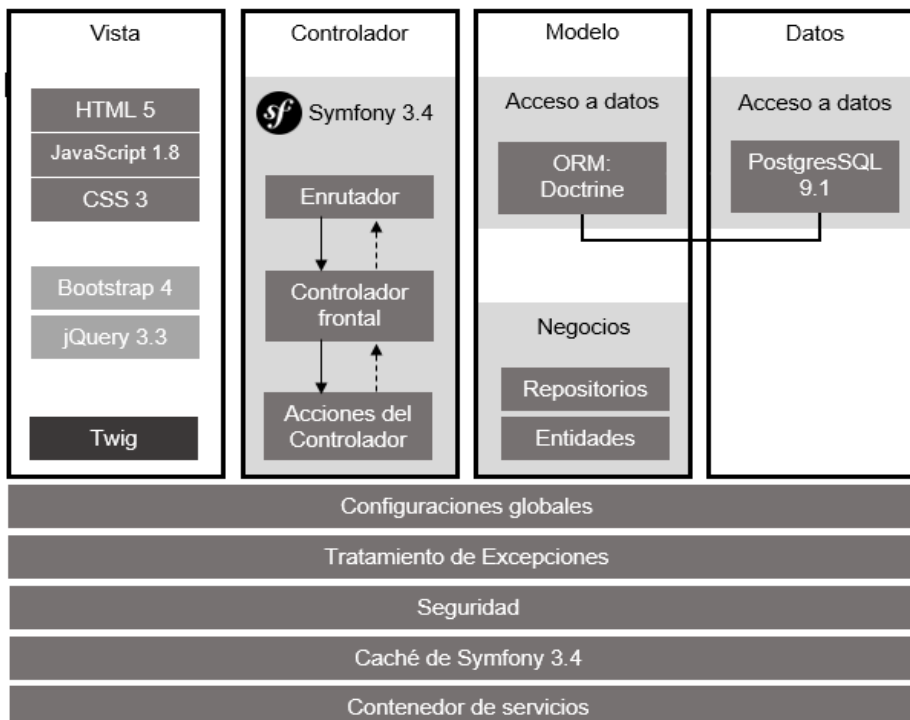 Vista
HTML 5
JavaScript 1.8
CSS 3
Bootstrap 4
jQuery 3.3
Twig
Controlador
sf Symfony 3.4
Enrutador
Controlador
frontal
Acciones del
Controlador
Modelo
Acceso a datos
ORM:
Doctrine
Negocios
Repositorios
Entidades
Datos
Acceso a datos
PostgresSQL
9.1
Configuraciones globales
Tratamiento de Excepciones
Seguridad
Caché de Symfony 3.4
Contenedor de servicios